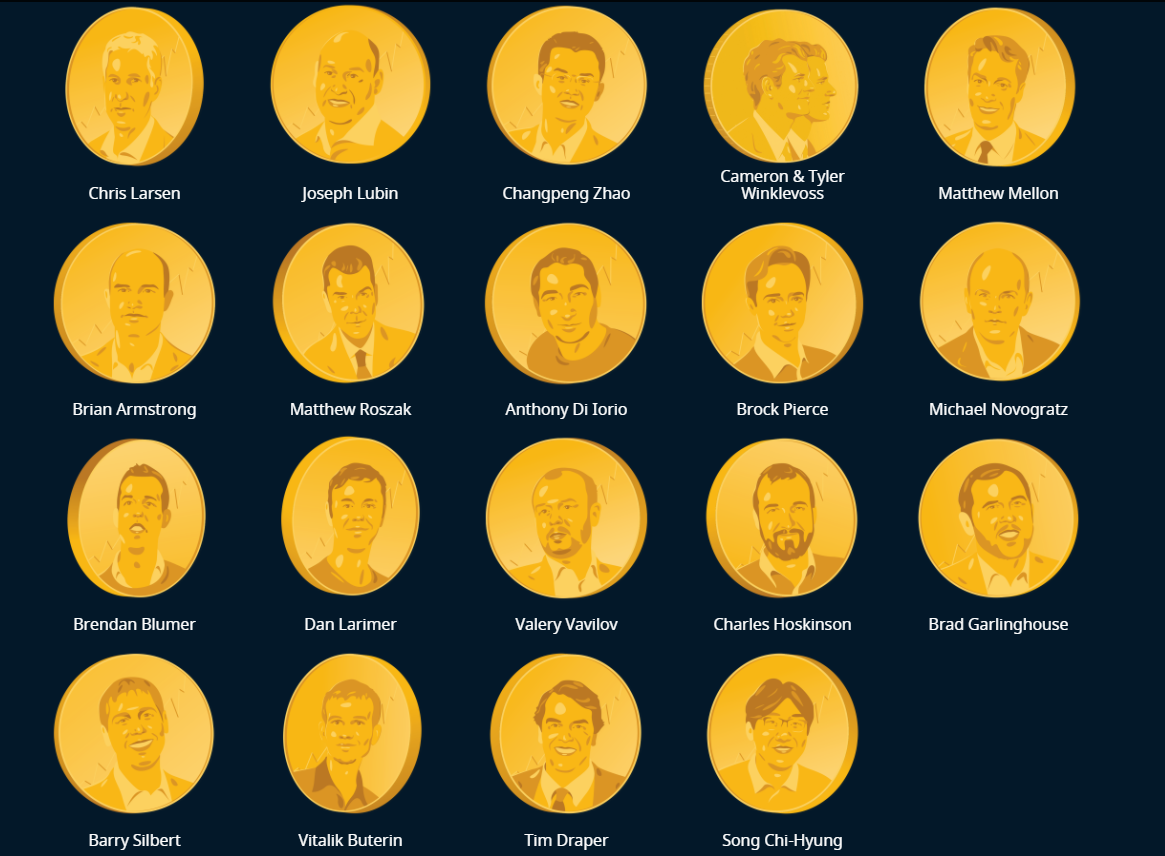 Chris Larsen
Joseph Lubin
Changpeng Zhao
Cameron & Tyler
Winklevoss
Matthew Mellon
Brian Armstrong
Matthew Roszak
Anthony Di Iorio
Brock Pierce
Michael Novogratz
Brendan Blumer
Dan Larimer
Valery Vavilov
Charles Hoskinson
Brad Garlinghouse
Barry Silbert
Vitalik Buterin
Tim Draper
Song Chi-Hyung